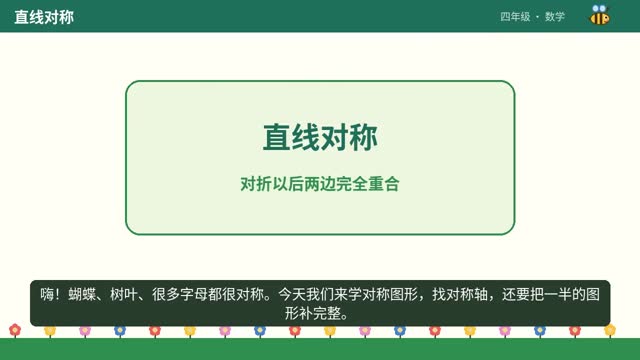 直线对称
四年级 · 数学
直线对称
对折以后两边完全重合
嗨！蝴蝶、树叶、很多字母都很对称。今天我们来学对称图形，找对称轴，还要把一半的图
形补完整。